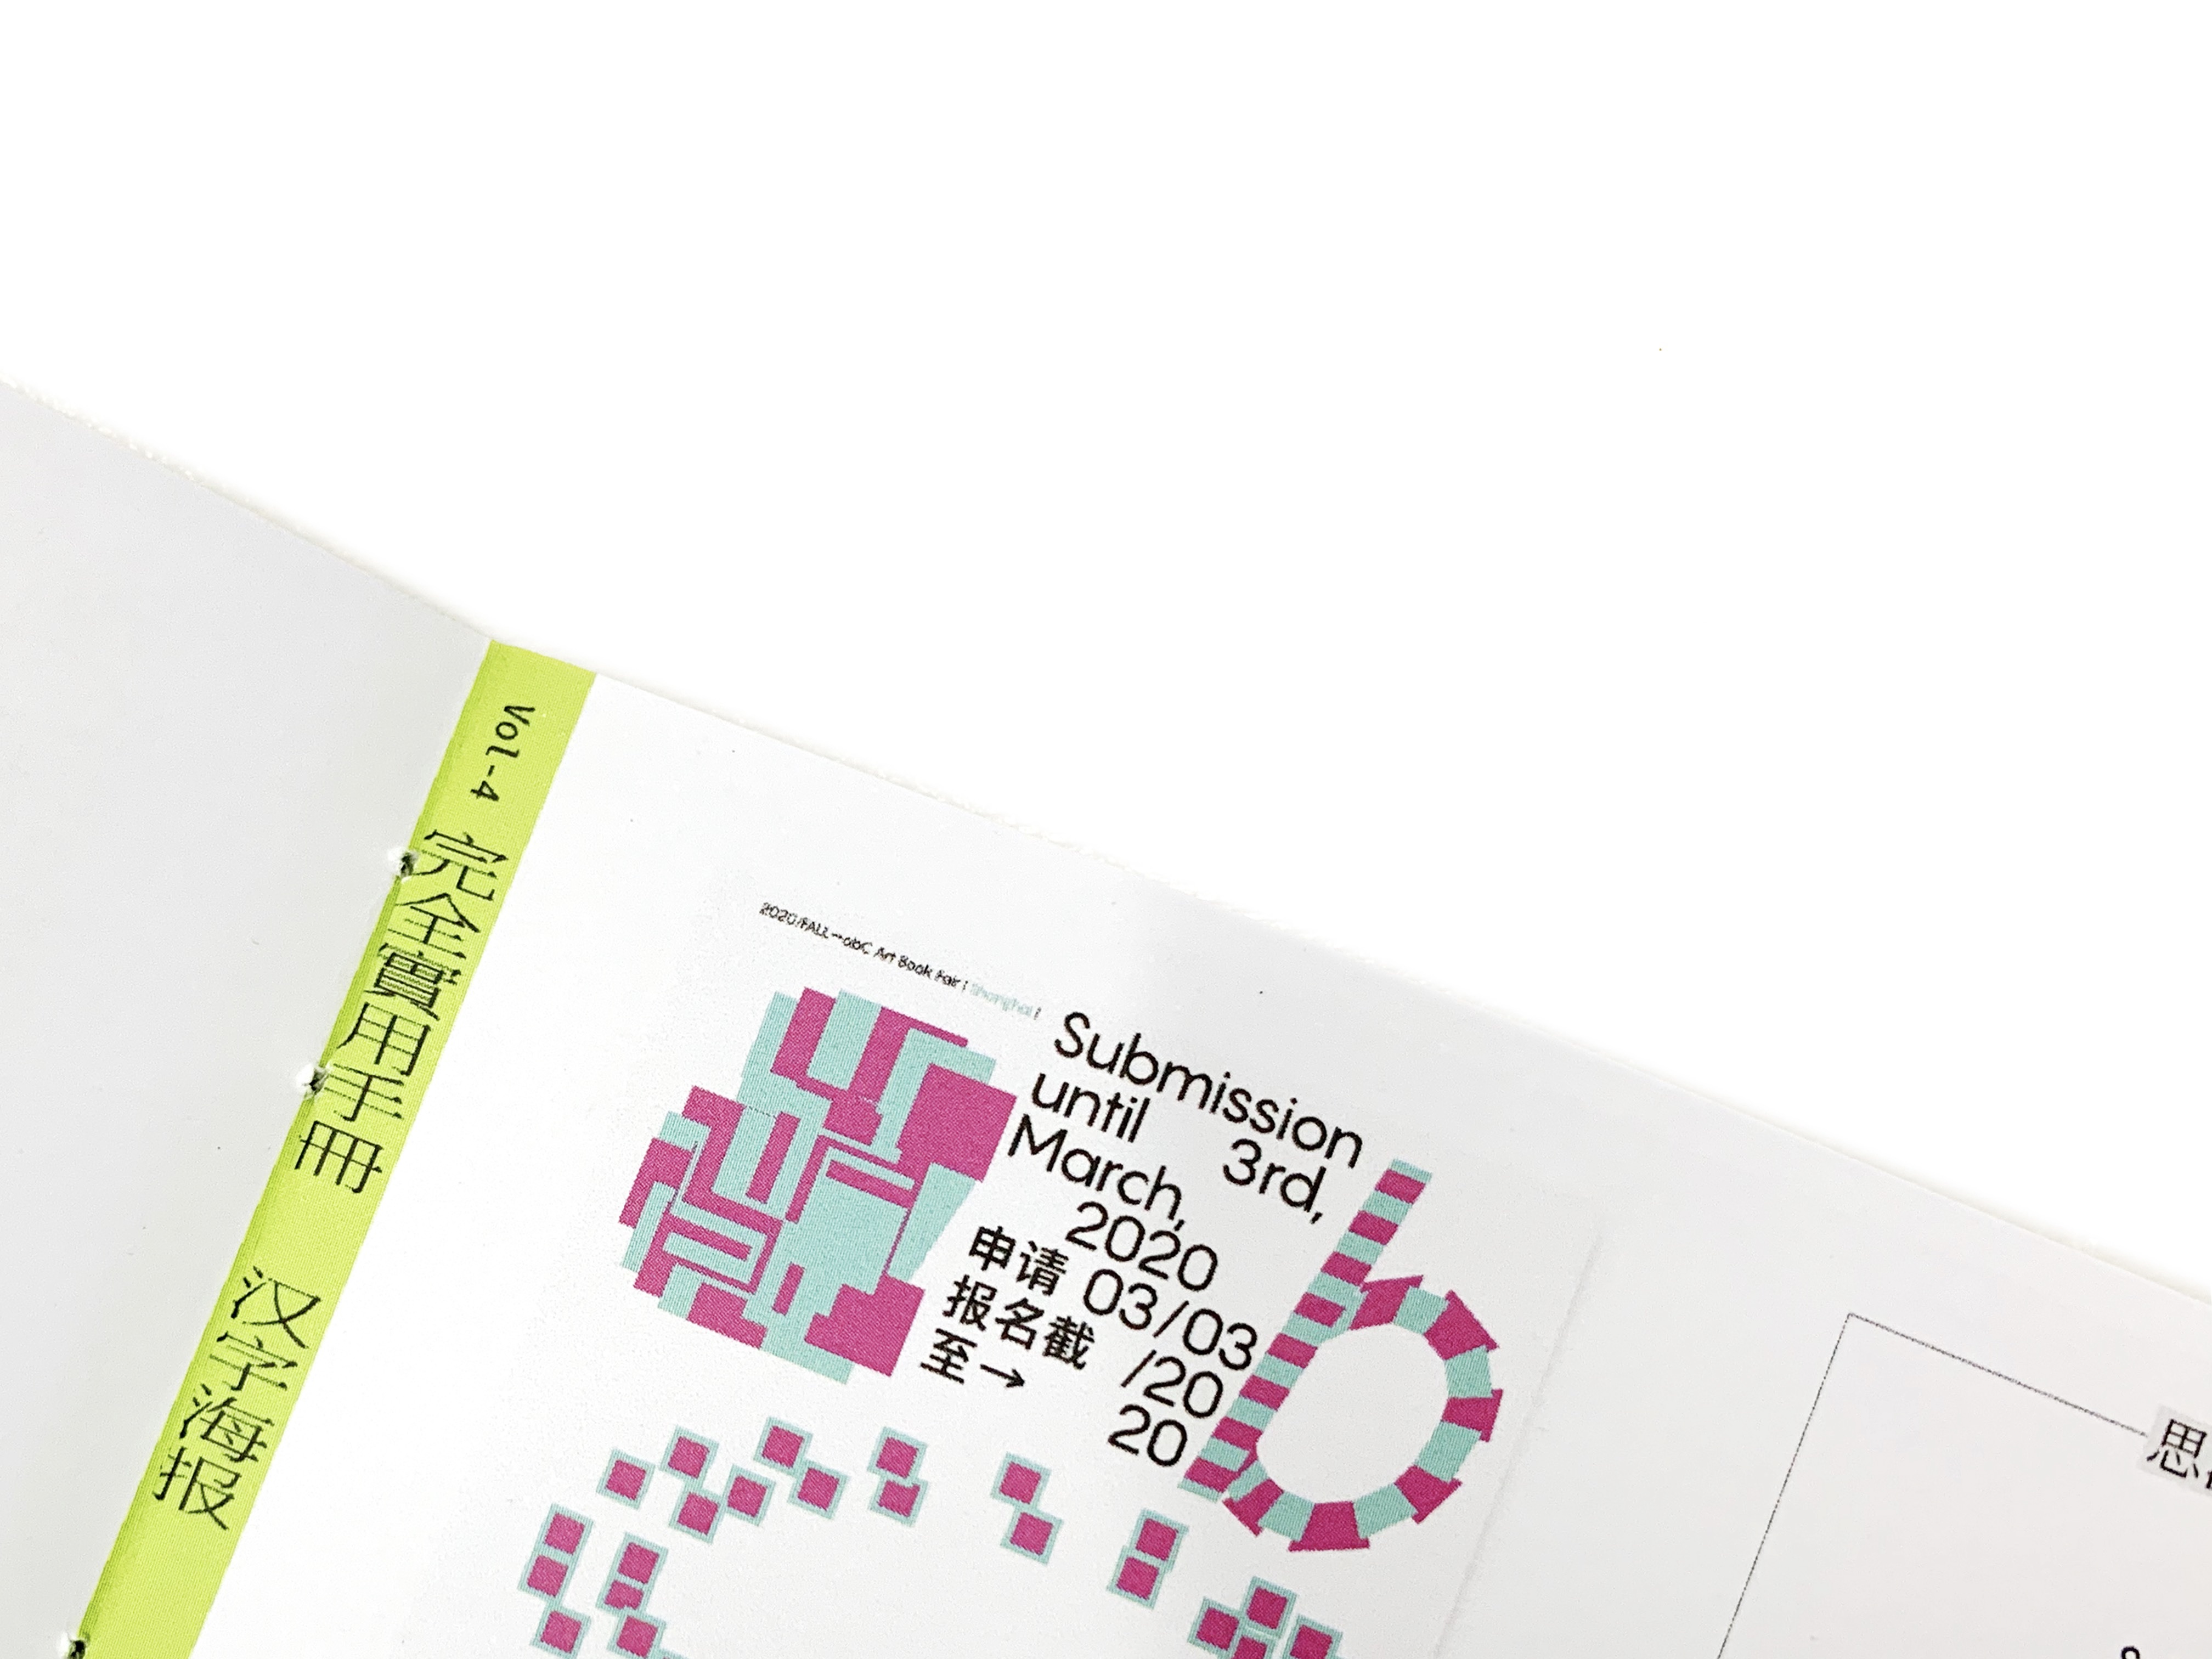 Vol-4 完全實用手冊 汉字海报
2020/FALL→abC Art Book Fair | Shanghai |
Submission
until 3rd,
March,
2020
申请
报名截
至→
03/03
/20
20
b
思